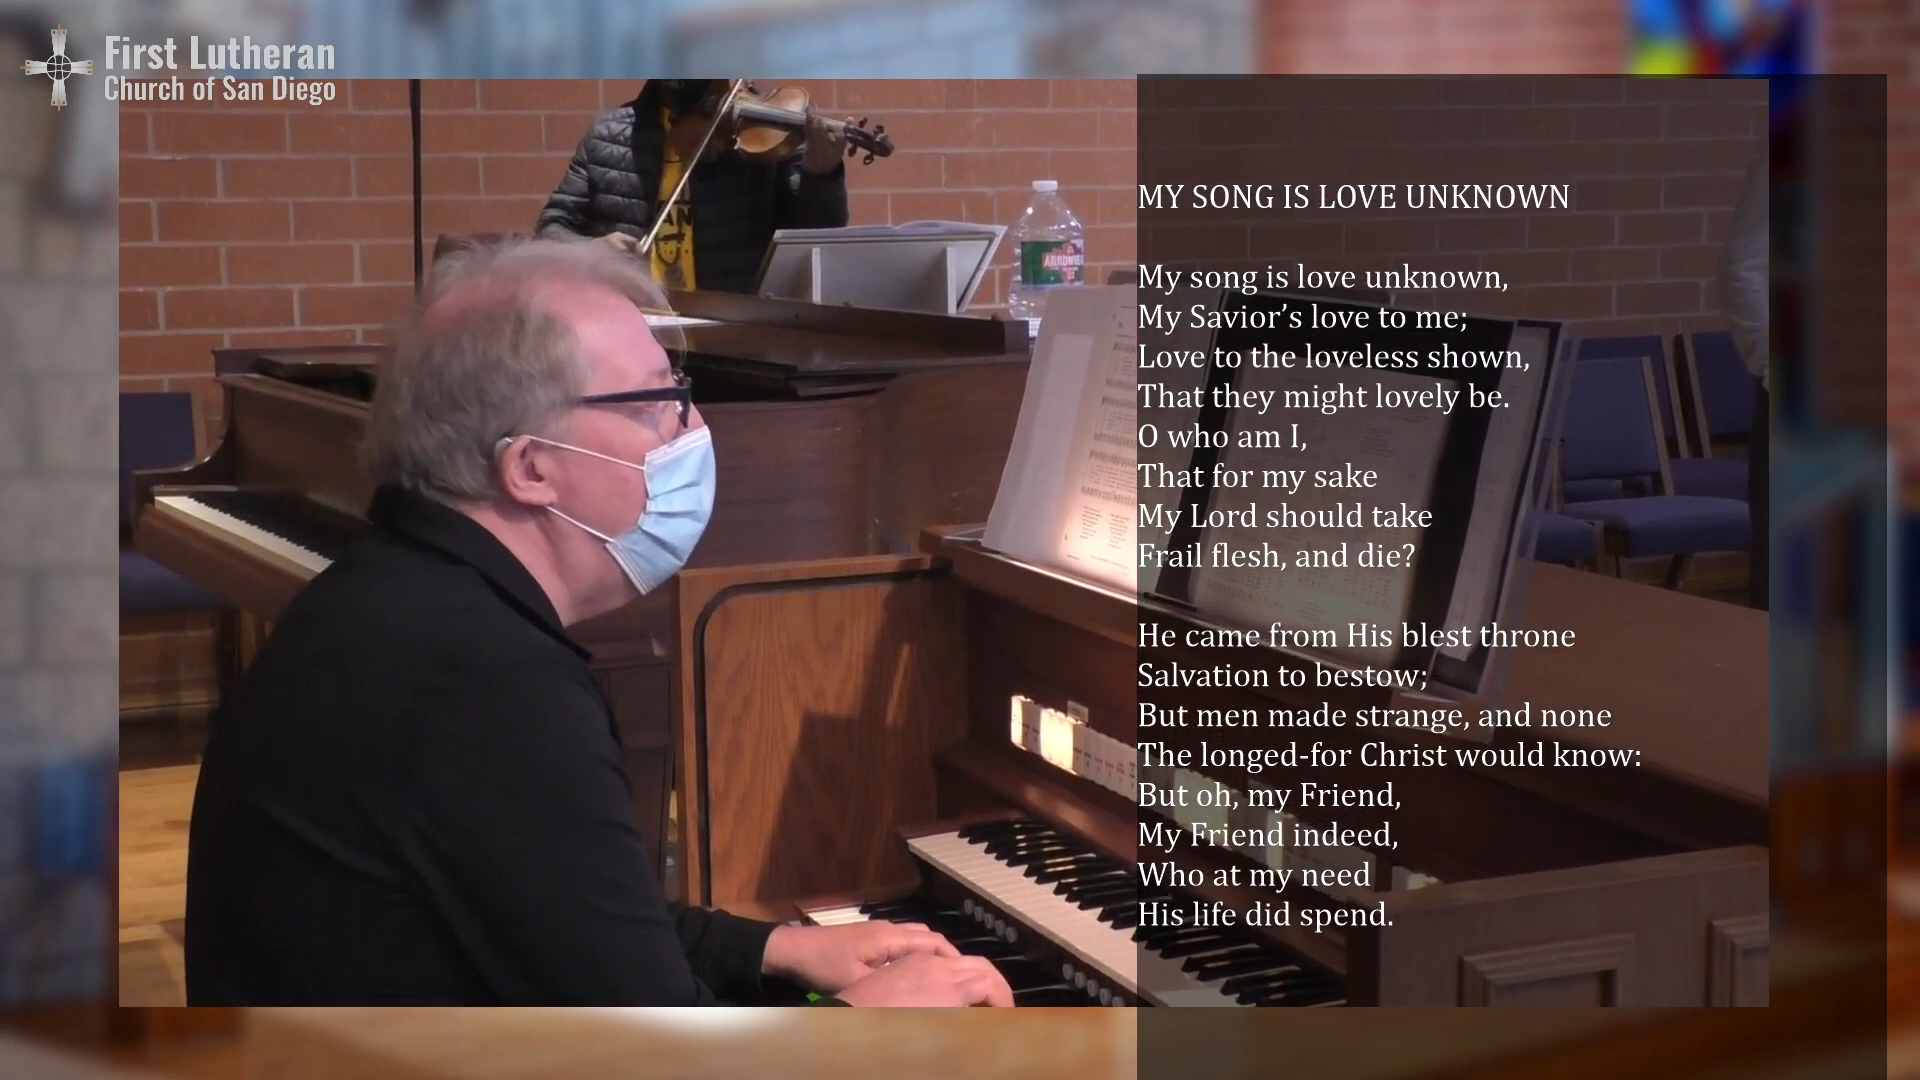 First Lutheran
Church of San Diego
MY SONG IS LOVE UNKNOWN
My song is love unknown,
My Savior’s love to me;
Love to the loveless shown,
That they might lovely be.
O who am I,
That for my sake
My Lord should take
Frail flesh, and die?
He came from His blest throne
Salvation to bestow;
But men made strange, and none
The longed-for Christ would know:
But oh, my Friend,
My Friend indeed,
Who at my need
His life did spend.